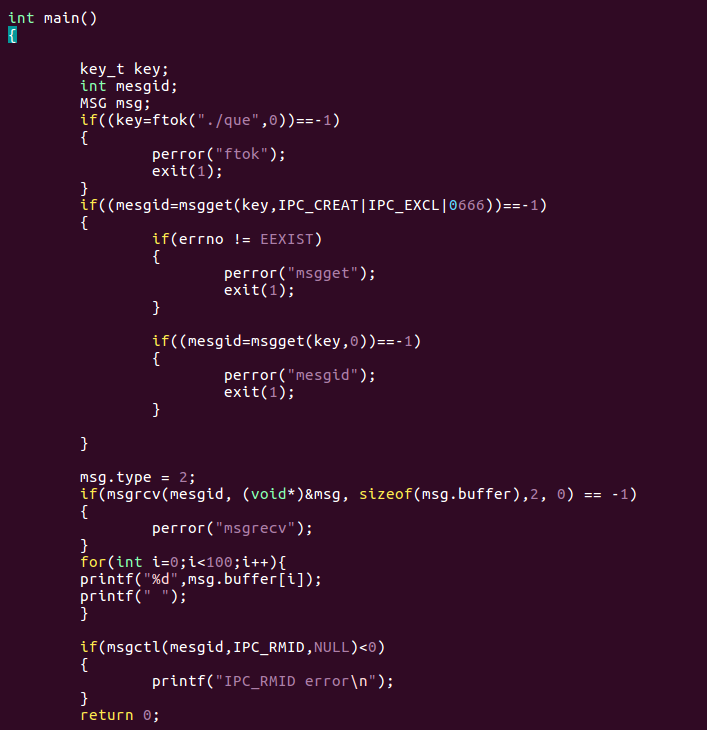 int main()
{
key_t key;
int mesgid;
MSG msg;
if((key=ftok("./que",0))==-1)
{
perror("ftok");
exit(1);
}
if((mesgid=msgget(key,IPC_CREAT|IPC_EXCL|0666))==-1)
{
if(errno != EEXIST)
{
perror("msgget");
exit(1);
}
if((mesgid=msgget(key,0))==-1)
{
perror("mesgid");
exit(1);
}
}
msg.type = 2;
if(msgrcv(mesgid, (void*)&msg, sizeof(msg.buffer),2, 0) == -1)
{
perror("msgrecv");
}
for(int i=0;i<100;i++){
printf("%d",msg.buffer[i]);
printf(" ");
}
if(msgctl(mesgid,IPC_RMID,NULL)<0)
{
printf("IPC_RMID error\n");
}
return 0;